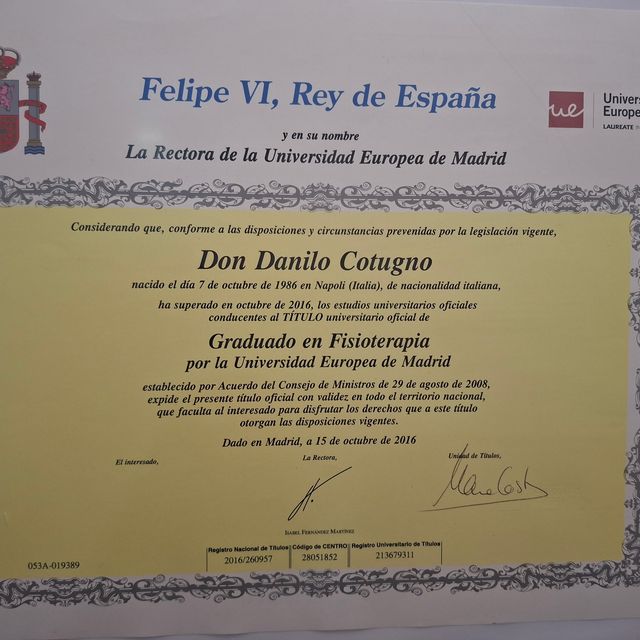 Felipe VI, Rey de España
ue
Europe
LAUREATE
y en su nombre
La Rectora de la Universidad Europea de Madrid
Considerando que, conforme a las disposiciones y circunstancias prevenidas por la legislación vigente,
Don Danilo Cotugno
nacido el día 7 de octubre de 1986 en Napoli (Italia), de nacionalidad italiana,
ha superado en octubre de 2016, los estudios universitarios oficiales
conducentes al TÍTULO universitario oficial de
Graduado en Fisioterapia
por la Universidad Europea de Madrid
establecido por Acuerdo del Consejo de Ministros de 29 de agosto de 2008,
expide el presente título oficial con validez en todo el territorio nacional,
que faculta al interesado para disfrutar los derechos que a este título
otorgan las disposiciones vigentes.
Dado en Madrid, a 15 de octubre de 2016
El interesado, La Rectora, Unidad de Títulos,
ISABEL FERNÁNDEZ MARTÍNEZ
Registro Nacional de Títulos Código de CENTRO Registro Universitario de Títulos
2016/260957 28051852 213679311
053A-019389